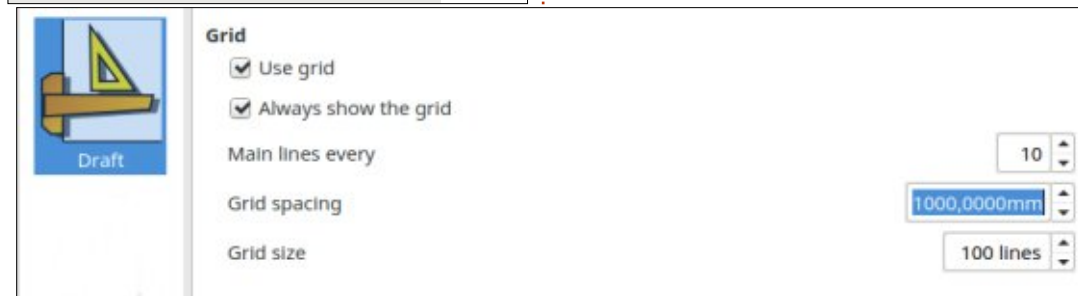 Grid
Use grid
Always show the grid
Draft
Main lines every 10
Grid spacing 1000,0000mm
Grid size 100 lines